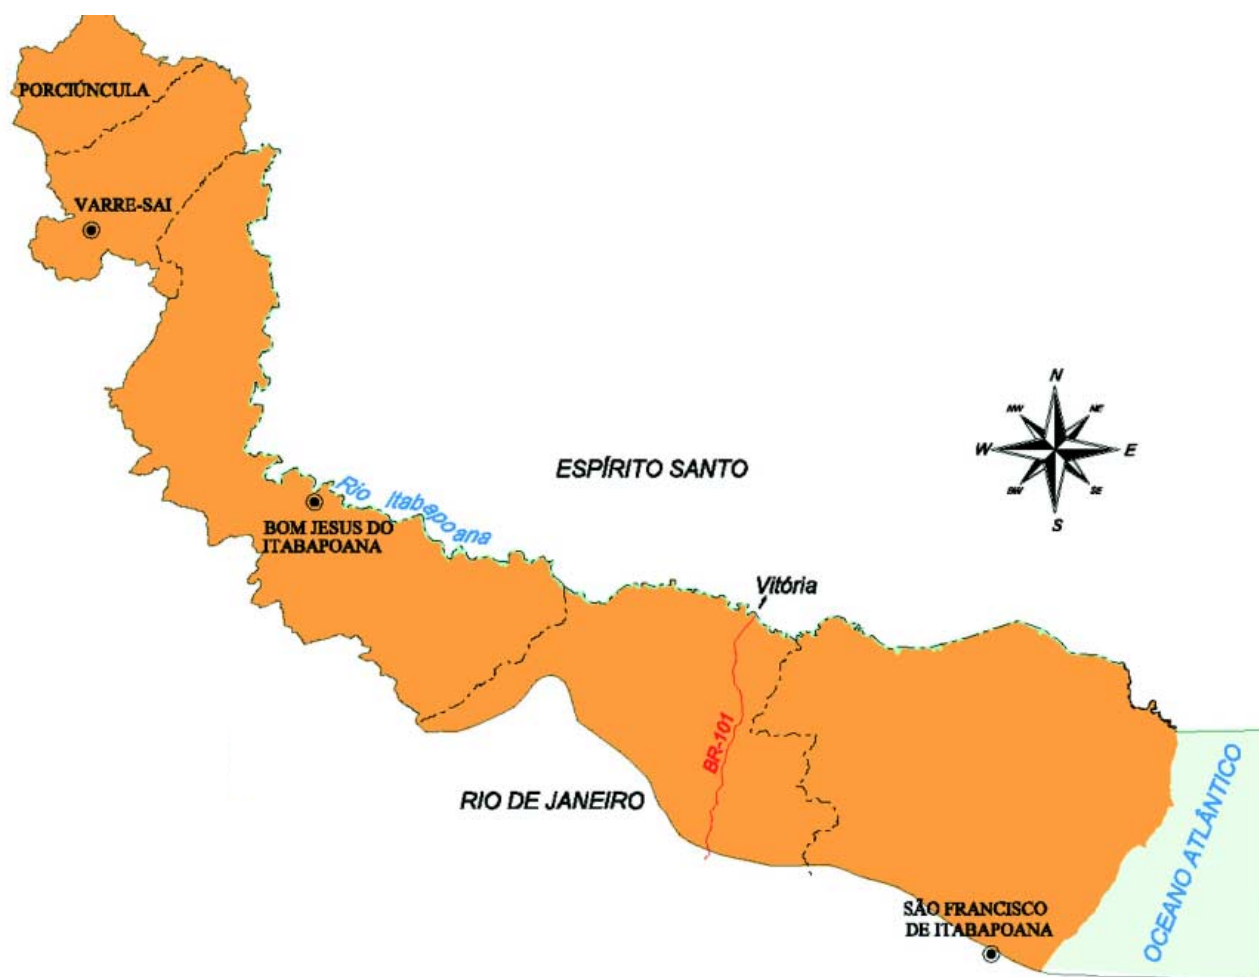 PORCIÚNCULA
VARRE-SAI
N
NW
NE
W
E
SW
SE
S
ESPÍRITO SANTO
Rio Itabapoana
BOM JESUS DO
ITABAPOANA
Vitória
BR-101
RIO DE JANEIRO
OCEANO ATLÂNTICO
SÃO FRANCISCO
DE ITABAPOANA